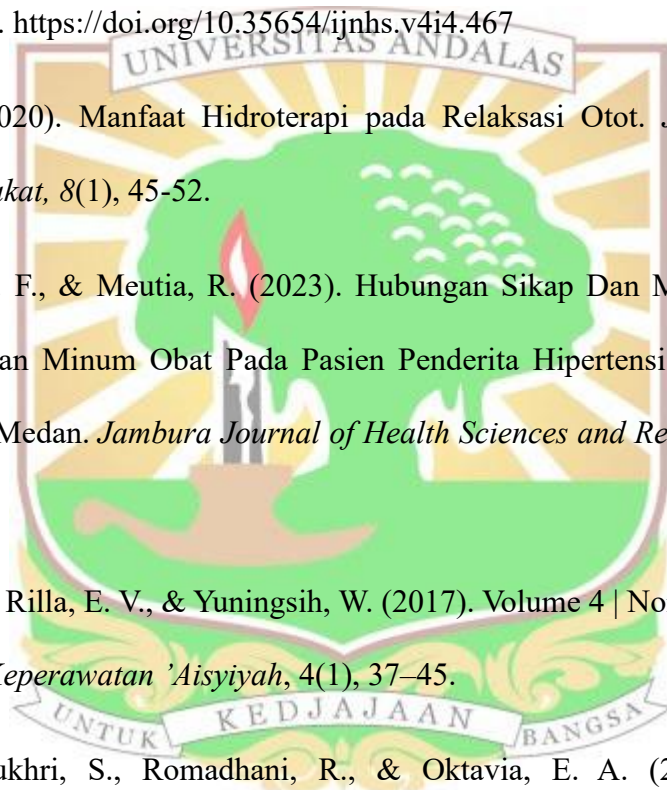 . https://doi.org/10.35654/ijnhs.v4i4.467
UNIVERSITAS ANDALAS
020). Manfaat Hidroterapi pada Relaksasi Otot. J
akat, 8(1), 45-52.
F., & Meutia, R. (2023). Hubungan Sikap Dan M
an Minum Obat Pada Pasien Penderita Hipertensi
Medan. Jambura Journal of Health Sciences and Re
Rilla, E. V., & Yuningsih, W. (2017). Volume 4 | No
Keperawatan ’Aisyiyah, 4(1), 37–45.
UNTUK KEDJAJAAN BANGSA
ukhri, S., Romadhani, R., & Oktavia, E. A. (2